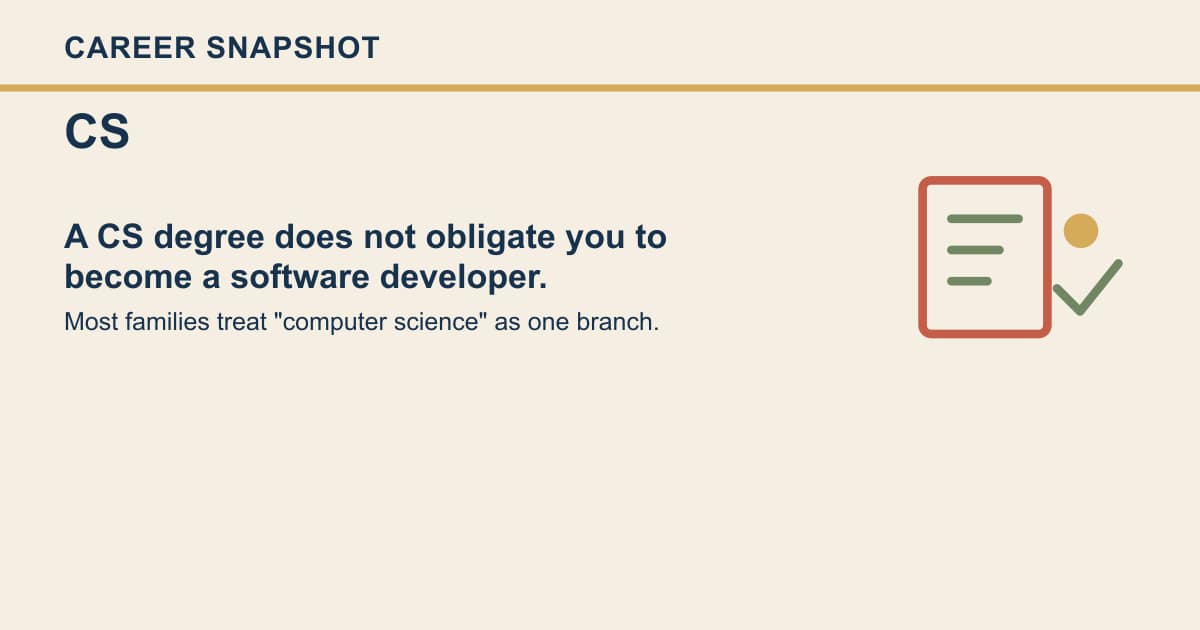 CAREER SNAPSHOT
CS
A CS degree does not obligate you to
become a software developer.
Most families treat "computer science" as one branch.